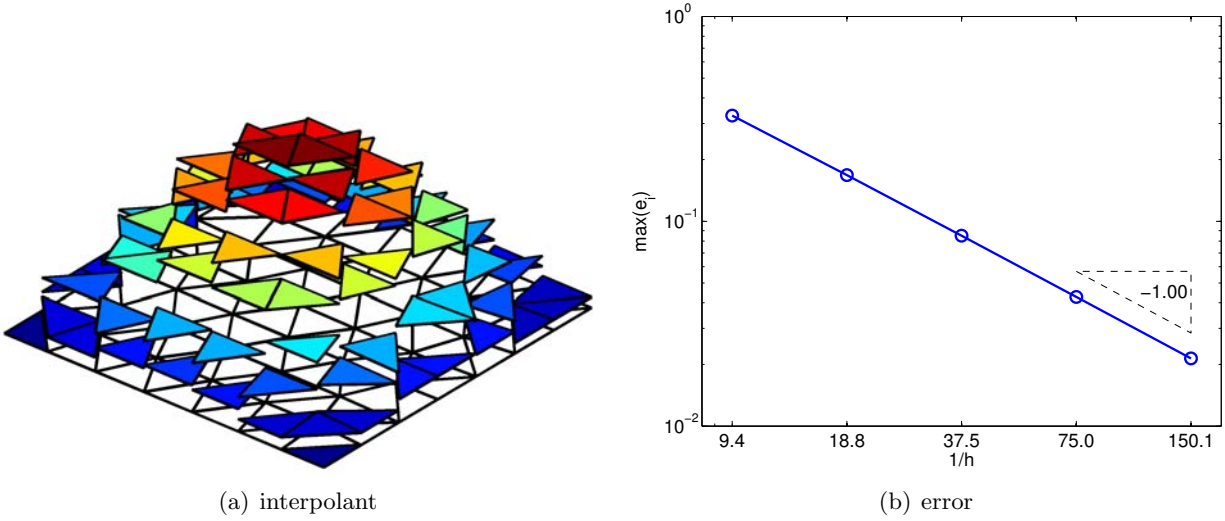 10^0
10^-1
10^-2
max(e_i)
−1.00
9.4 18.8 37.5 75.0 150.1
1/h
(a) interpolant
(b) error